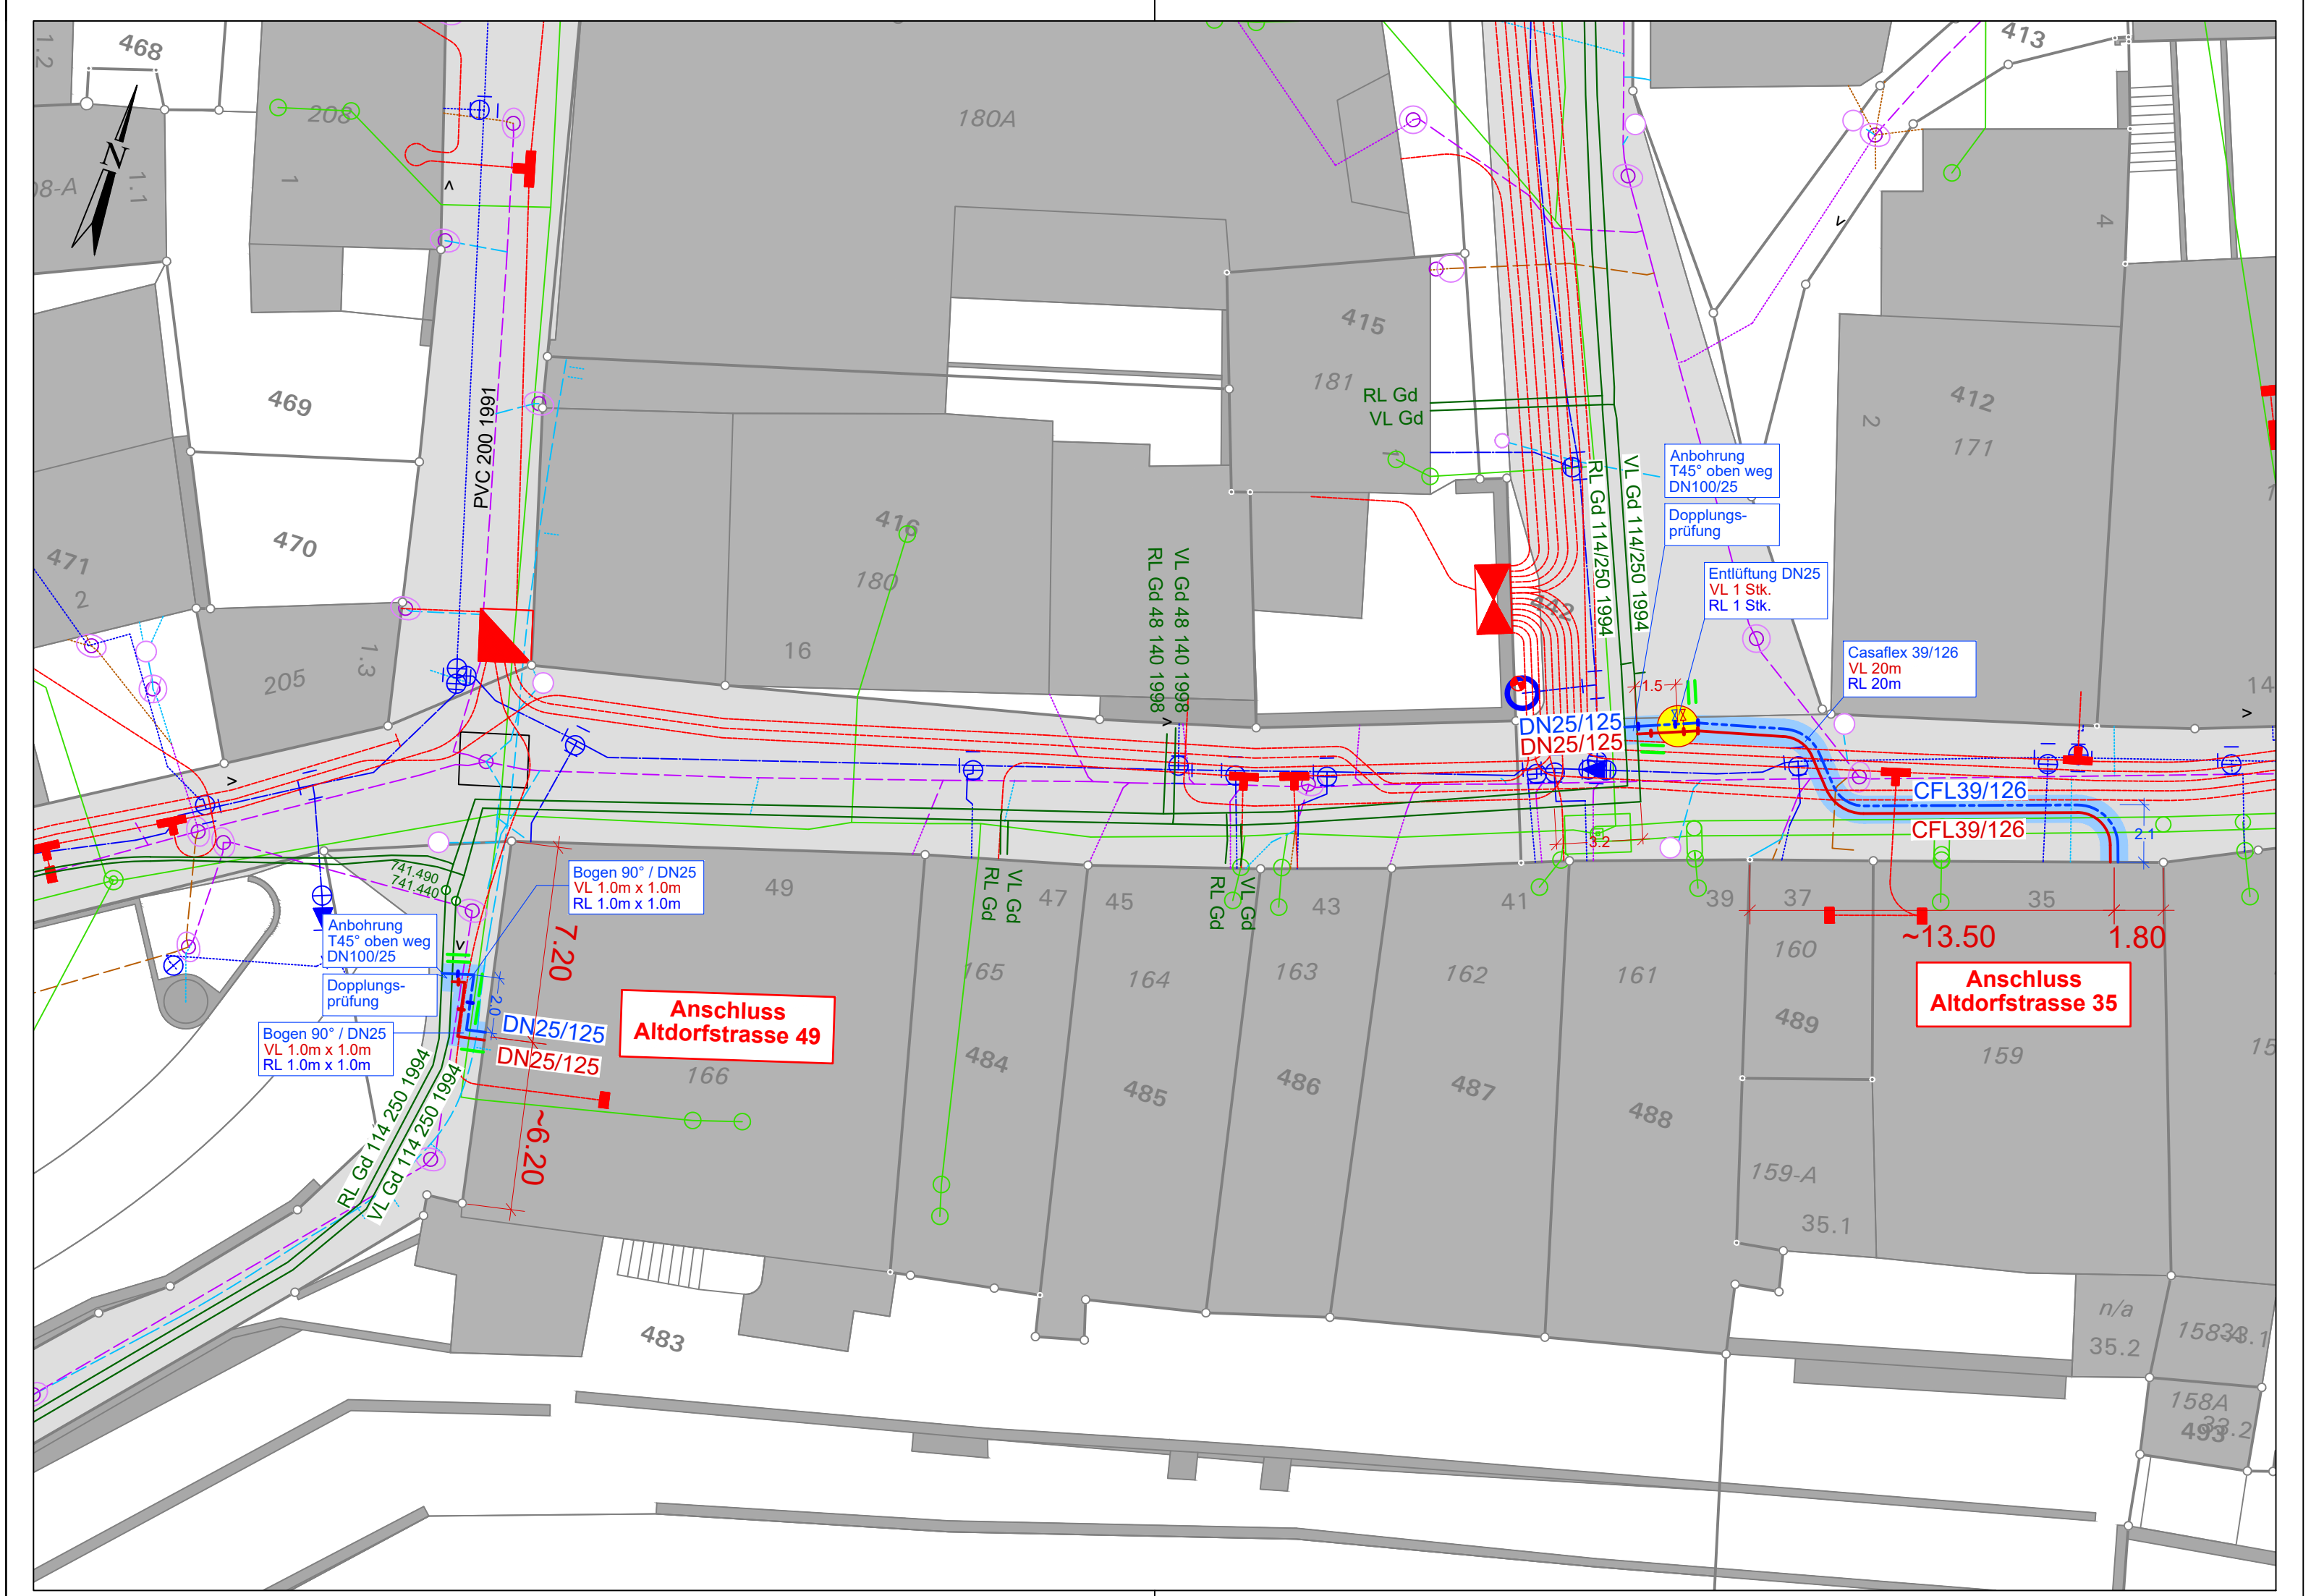 468
1.2
208
1
08-A
1.1
N
180A
413
4
469
470
471
2
205
1.3
PVC 200 1991
415
181
1
416
180
16
412
171
2
442
14
RL Gd
VL Gd
RL Gd 114/250 1994
VL Gd 114/250 1994
RL Gd 48 140 1998
VL Gd 48 140 1998
Anbohrung
T45° oben weg
DN100/25
Dopplungs-
prüfung
Entlüftung DN25
VL 1 Stk.
RL 1 Stk.
Casaflex 39/126
VL 20m
RL 20m
1.5
DN25/125
DN25/125
CFL39/126
CFL39/126
2.1
3.2
741.490
741.440
Bogen 90° / DN25
VL 1.0m x 1.0m
RL 1.0m x 1.0m
Anbohrung
T45° oben weg
DN100/25
Dopplungs-
prüfung
Bogen 90° / DN25
VL 1.0m x 1.0m
RL 1.0m x 1.0m
2.0
7.20
~6.20
DN25/125
DN25/125
Anschluss
Altdorfstrasse 49
49
166
RL Gd
VL Gd
RL Gd
VL Gd
47
45
43
41
39
37
35
~13.50
1.80
Anschluss
Altdorfstrasse 35
165
164
163
162
161
160
159
484
485
486
487
488
489
159-A
35.1
RL Gd 114 250 1994
VL Gd 114 250 1994
483
n/a
35.2
158A
33.2
493